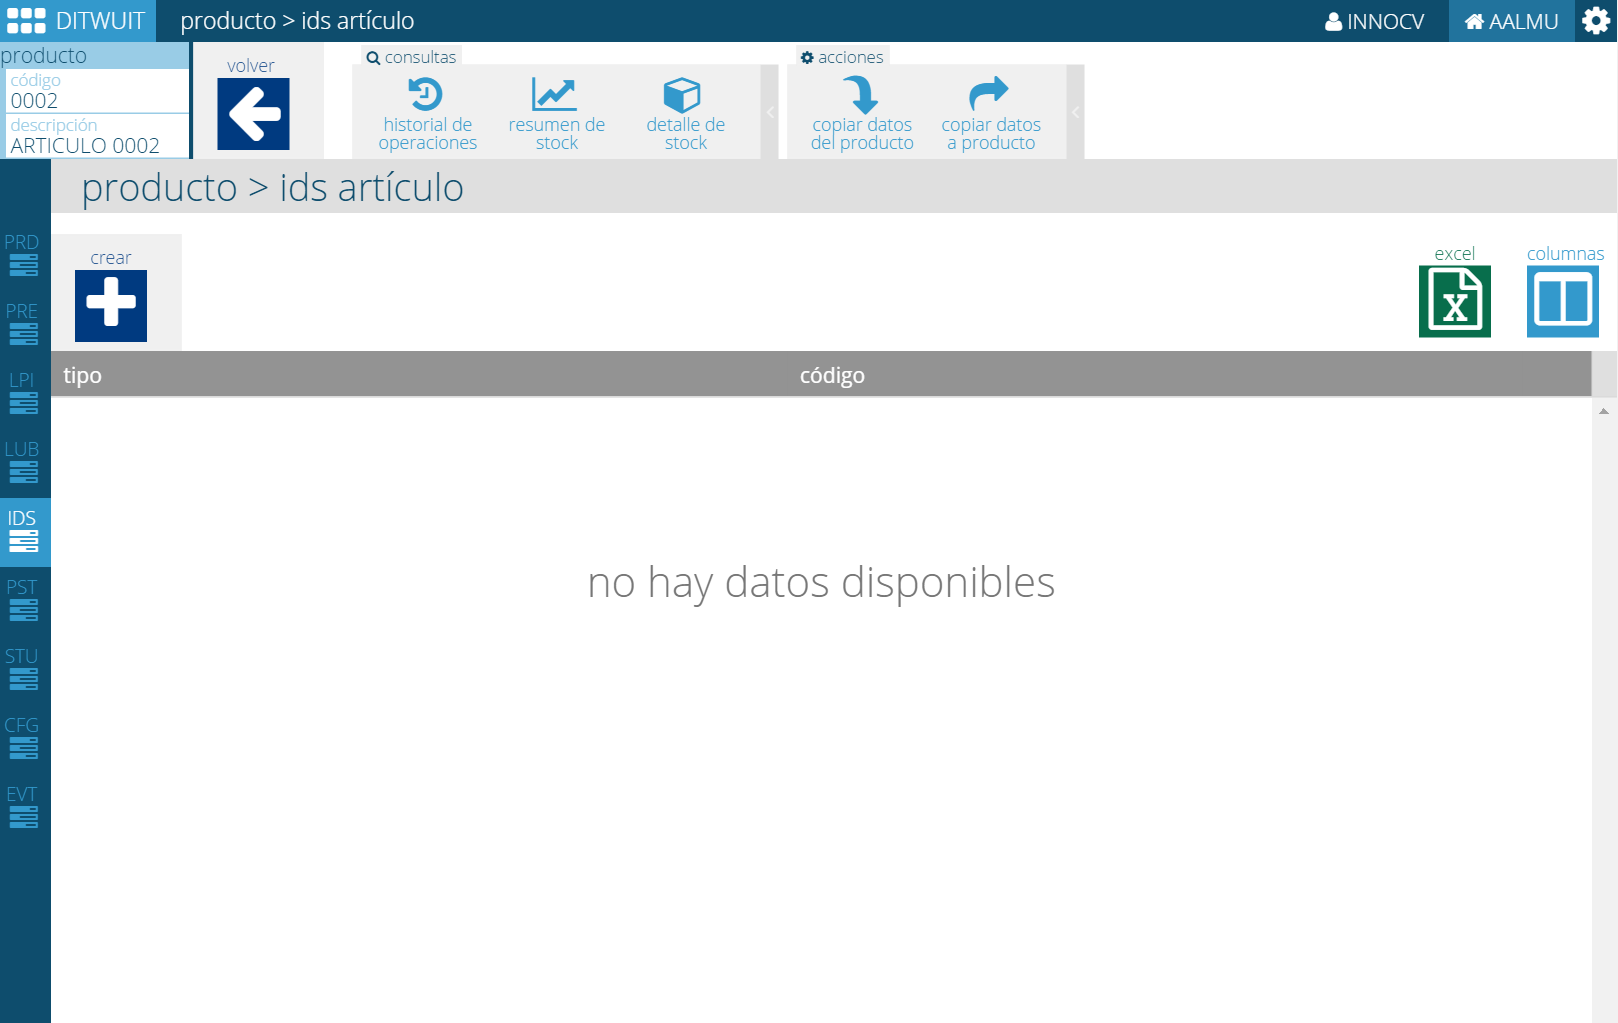 DITWUIT
producto > ids artículo
INNOCV
AALMU
producto
código
0002
descripción
ARTICULO 0002
volver
consultas
historial de
operaciones
resumen de
stock
detalle de
stock
acciones
copiar datos
del producto
copiar datos
a producto
producto > ids artículo
PRD
PRE
LPI
LUB
IDS
PST
STU
CFG
EVT
crear
excel
columnas
tipo
código
no hay datos disponibles